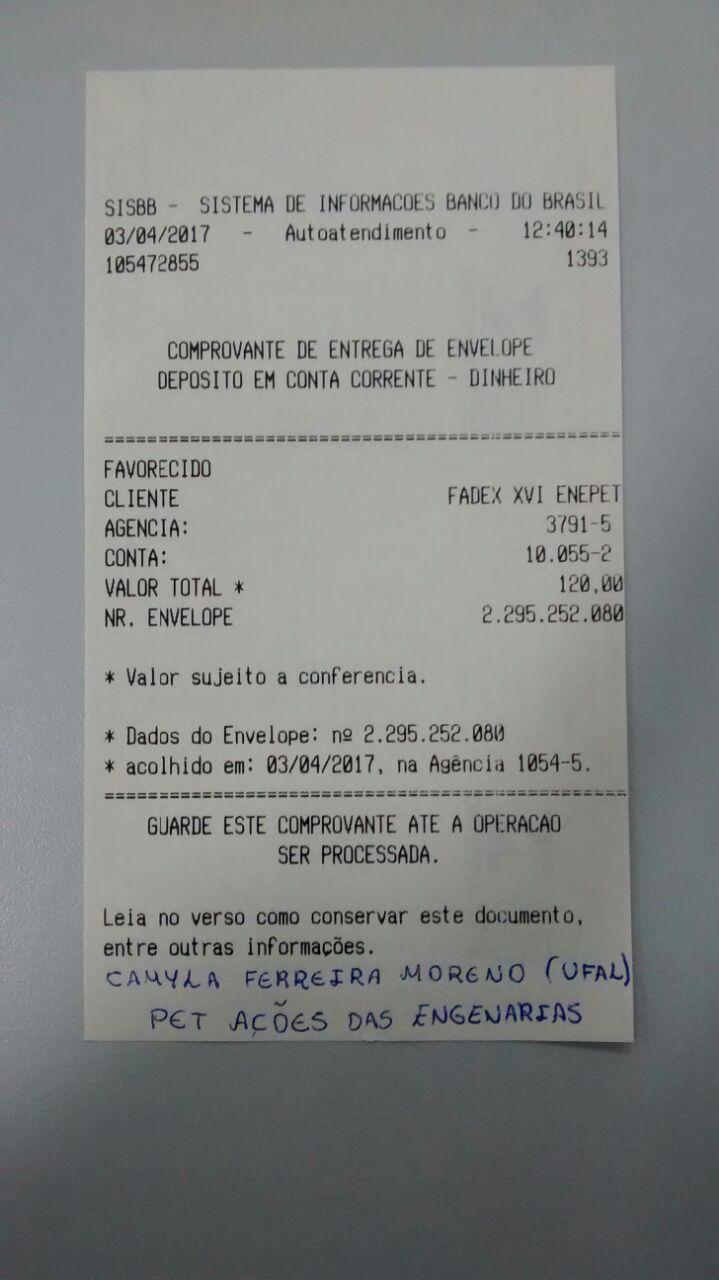 SISBB - SISTEMA DE INFORMACOES BANCO DO BRASIL
03/04/2017 - Autoatendimento - 12:40:14
105472855 1393
COMPROVANTE DE ENTREGA DE ENVELOPE
DEPOSITO EM CONTA CORRENTE - DINHEIRO
================================================
FAVORECIDO
CLIENTE FADEX XVI ENEPET
AGENCIA: 3791-5
CONTA: 10.055-2
VALOR TOTAL * 120,00
NR. ENVELOPE 2.295.252.080
* Valor sujeito a conferencia.
* Dados do Envelope: nº 2.295.252.080
* acolhido em: 03/04/2017, na Agência 1054-5.
================================================
GUARDE ESTE COMPROVANTE ATE A OPERACAO
SER PROCESSADA.
Leia no verso como conservar este documento,
entre outras informações.
CAMYLA FERREIRA MORENO (UFAL)
PET AÇÕES DAS ENGENARIAS